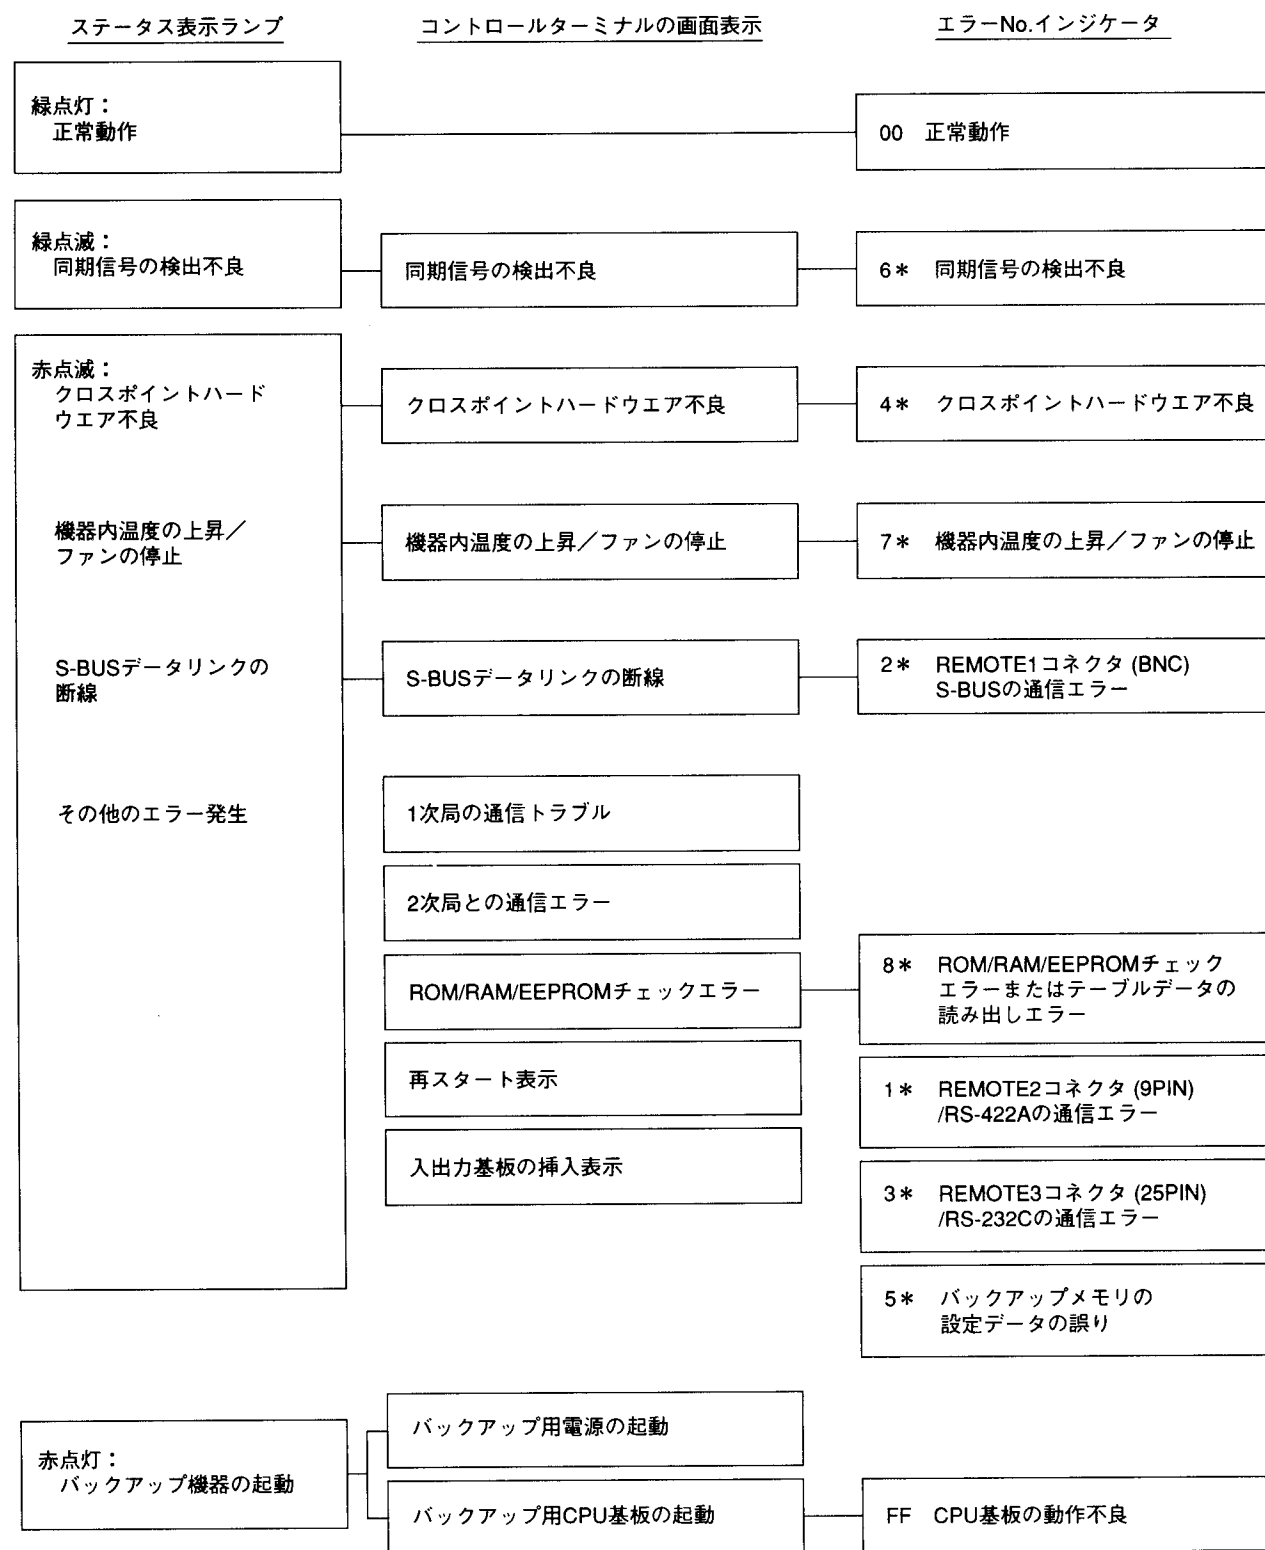 ステータス表示ランプ
コントロールターミナルの画面表示
エラーNo.インジケータ
緑点灯：
正常動作
00 正常動作
緑点滅：
同期信号の検出不良
同期信号の検出不良
6＊ 同期信号の検出不良
赤点滅：
クロスポイントハード
ウエア不良
クロスポイントハードウエア不良
4＊ クロスポイントハードウエア不良
機器内温度の上昇／
ファンの停止
機器内温度の上昇／ファンの停止
7＊ 機器内温度の上昇／ファンの停止
S-BUSデータリンクの
断線
S-BUSデータリンクの断線
2＊ REMOTE1コネクタ (BNC)
S-BUSの通信エラー
その他のエラー発生
1次局の通信トラブル
2次局との通信エラー
ROM/RAM/EEPROMチェックエラー
8＊ ROM/RAM/EEPROMチェック
エラーまたはテーブルデータの
読み出しエラー
再スタート表示
1＊ REMOTE2コネクタ (9PIN)
/RS-422Aの通信エラー
入出力基板の挿入表示
3＊ REMOTE3コネクタ (25PIN)
/RS-232Cの通信エラー
5＊ バックアップメモリの
設定データの誤り
赤点灯：
バックアップ機器の起動
バックアップ用電源の起動
バックアップ用CPU基板の起動
FF CPU基板の動作不良